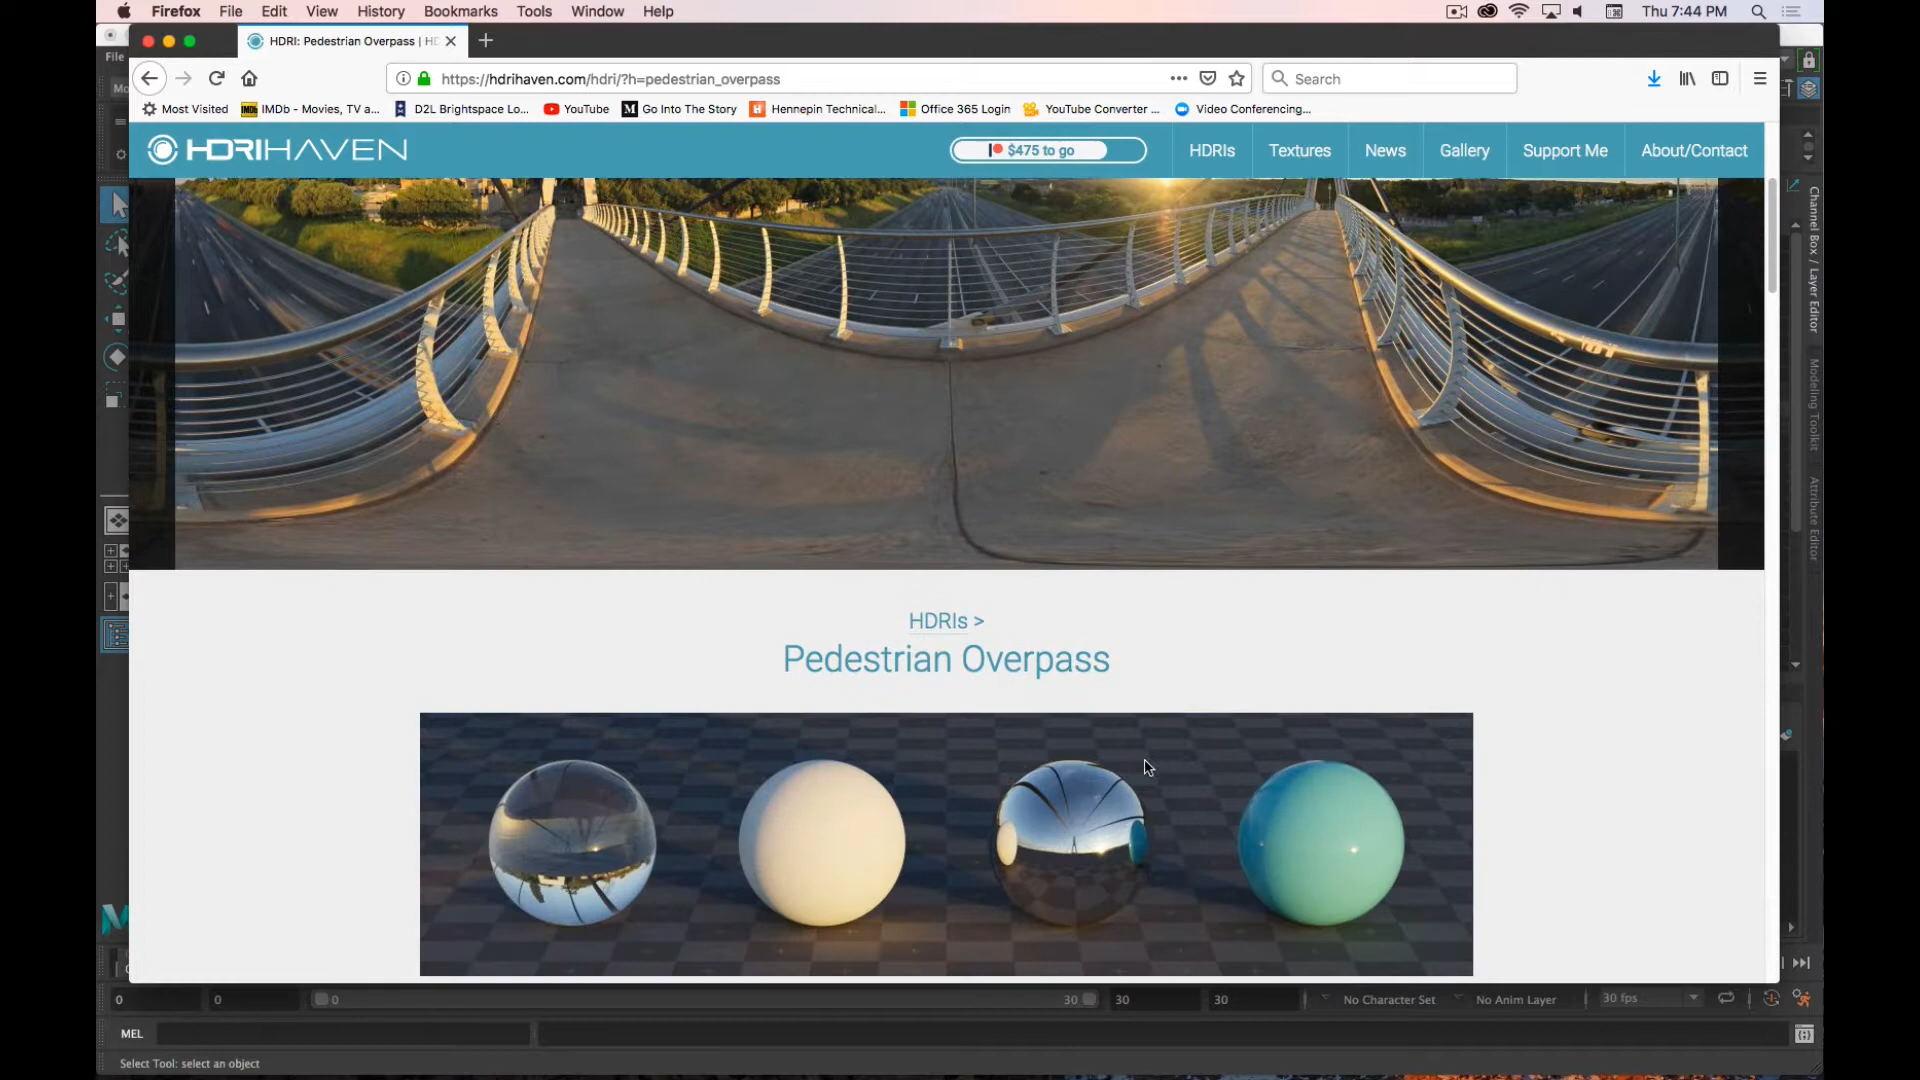 Firefox File Edit View History Bookmarks Tools Window Help Thu 7:44 PM
HDRI: Pedestrian Overpass | HD
File
https://hdrihaven.com/hdri/?h=pedestrian_overpass
Search
Mo
Most Visited IMDb - Movies, TV a... D2L Brightspace Lo... YouTube Go Into The Story Hennepin Technical... Office 365 Login YouTube Converter ... Video Conferencing...
HDRIHAVEN
$475 to go
HDRIs Textures News Gallery Support Me About/Contact
Channel Box / Layer Editor
Modeling Toolkit
Attribute Editor
HDRIs >
Pedestrian Overpass
0 0 0 30 30 30 No Character Set No Anim Layer 30 fps
MEL
Select Tool: select an object